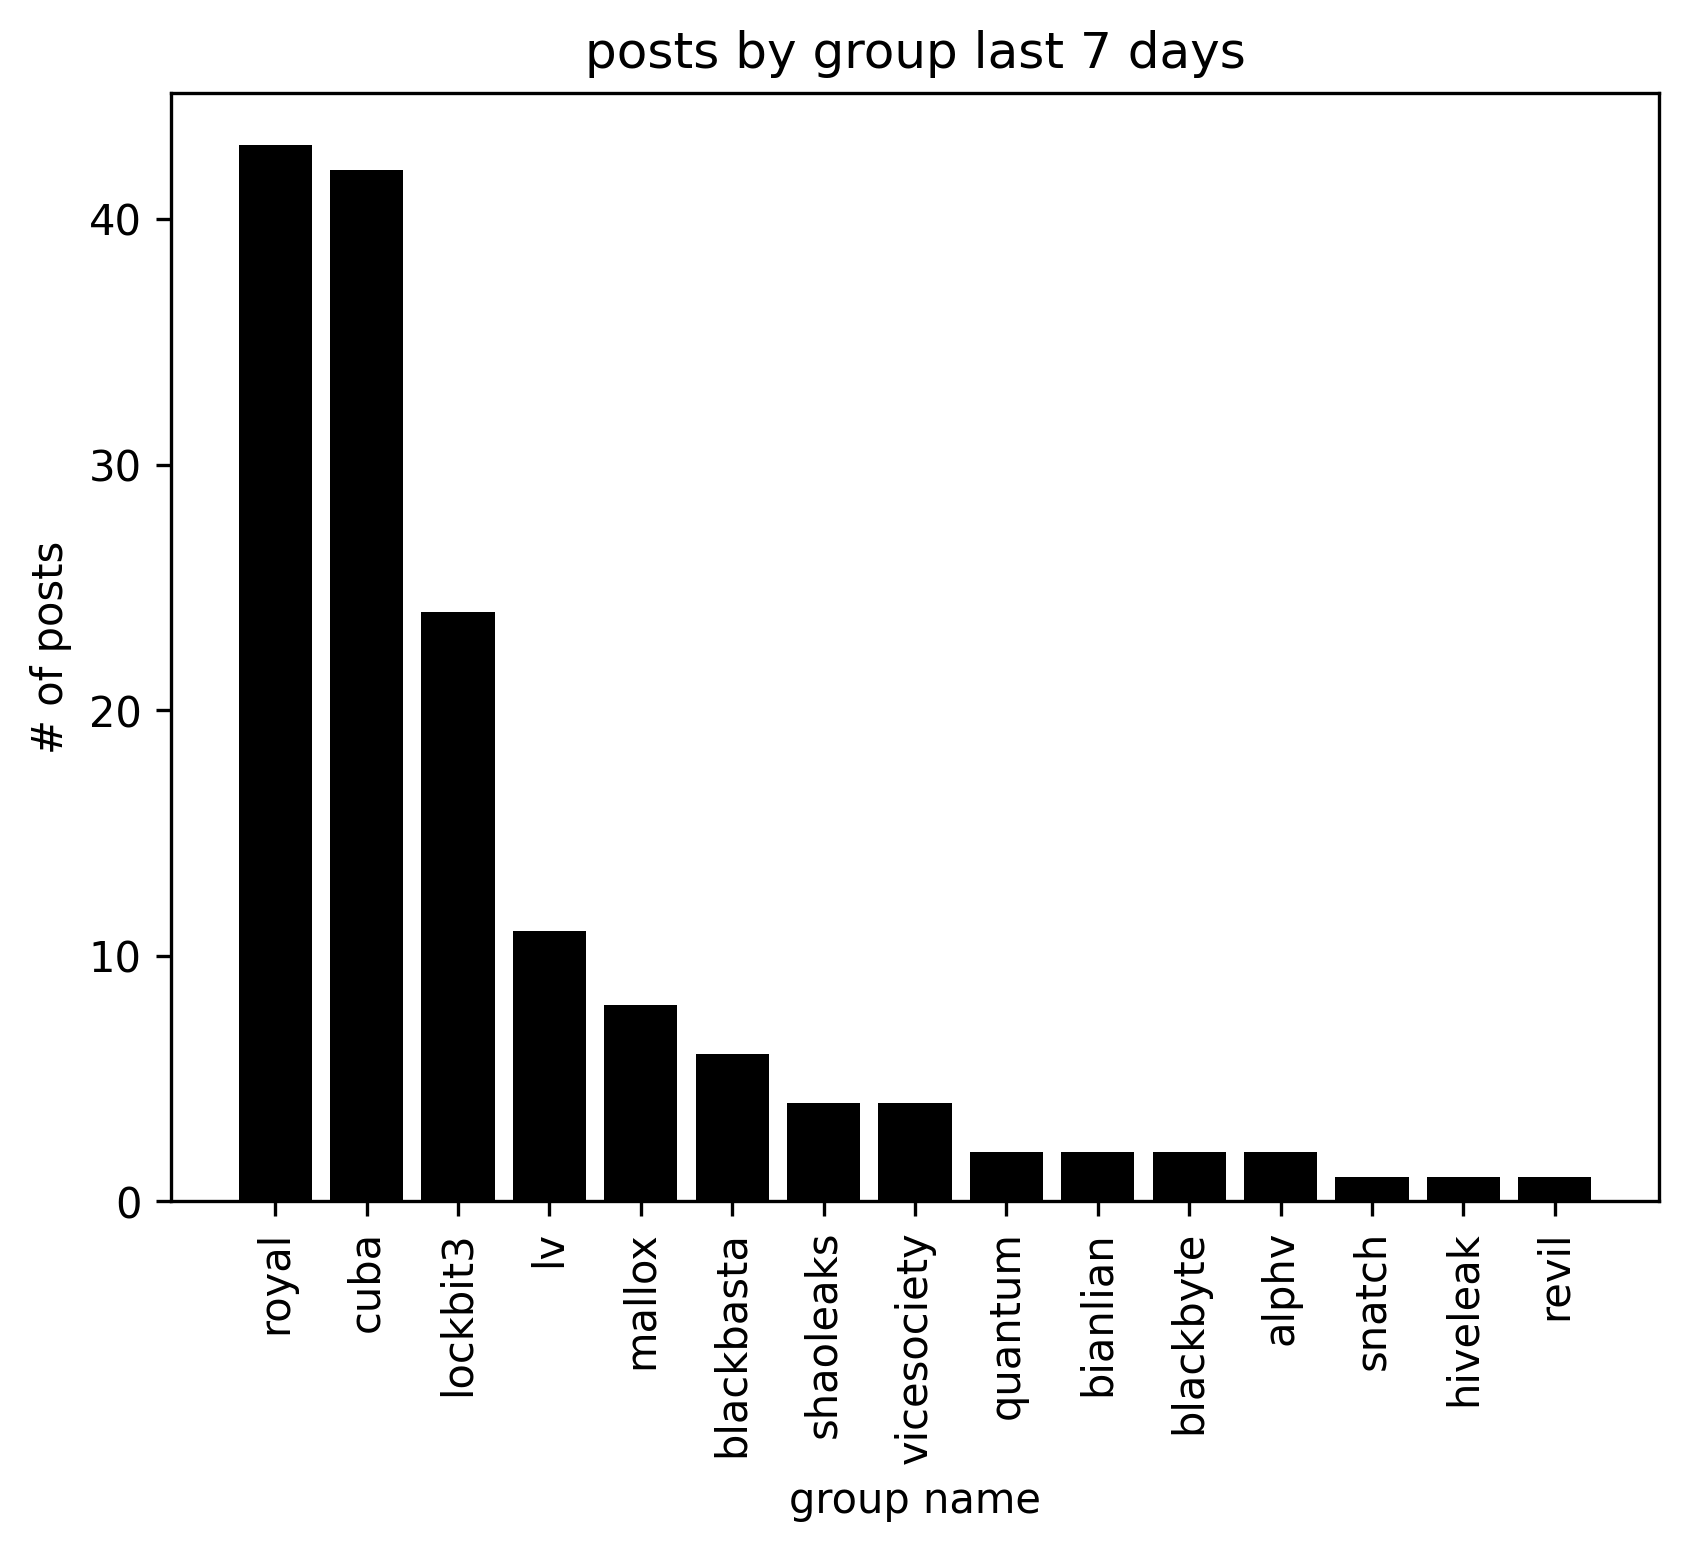 posts by group last 7 days
# of posts
40
30
20
10
0
royal
cuba
lockbit3
lv
mallox
blackbasta
shaoleaks
vicesociety
quantum
bianlian
blackbyte
alphv
snatch
hiveleak
revil
group name